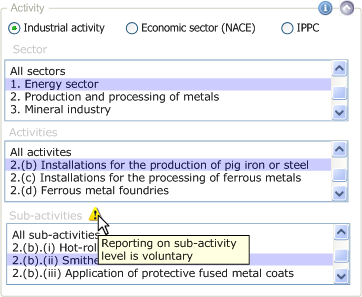 Activity
Industrial activity Economic sector (NACE) IPPC
Sector
All sectors
1. Energy sector
2. Production and processing of metals
3. Mineral industry
Activities
All activites
2.(b) Installations for the production of pig iron or steel
2.(c) Installations for the processing of ferrous metals
2.(d) Ferrous metal foundries
Sub-activities
All sub-activities
2.(b).(i) Hot-rol
2.(b).(ii) Smithe
2.(b).(iii) Application of protective fused metal coats
Reporting on sub-activity
level is voluntary